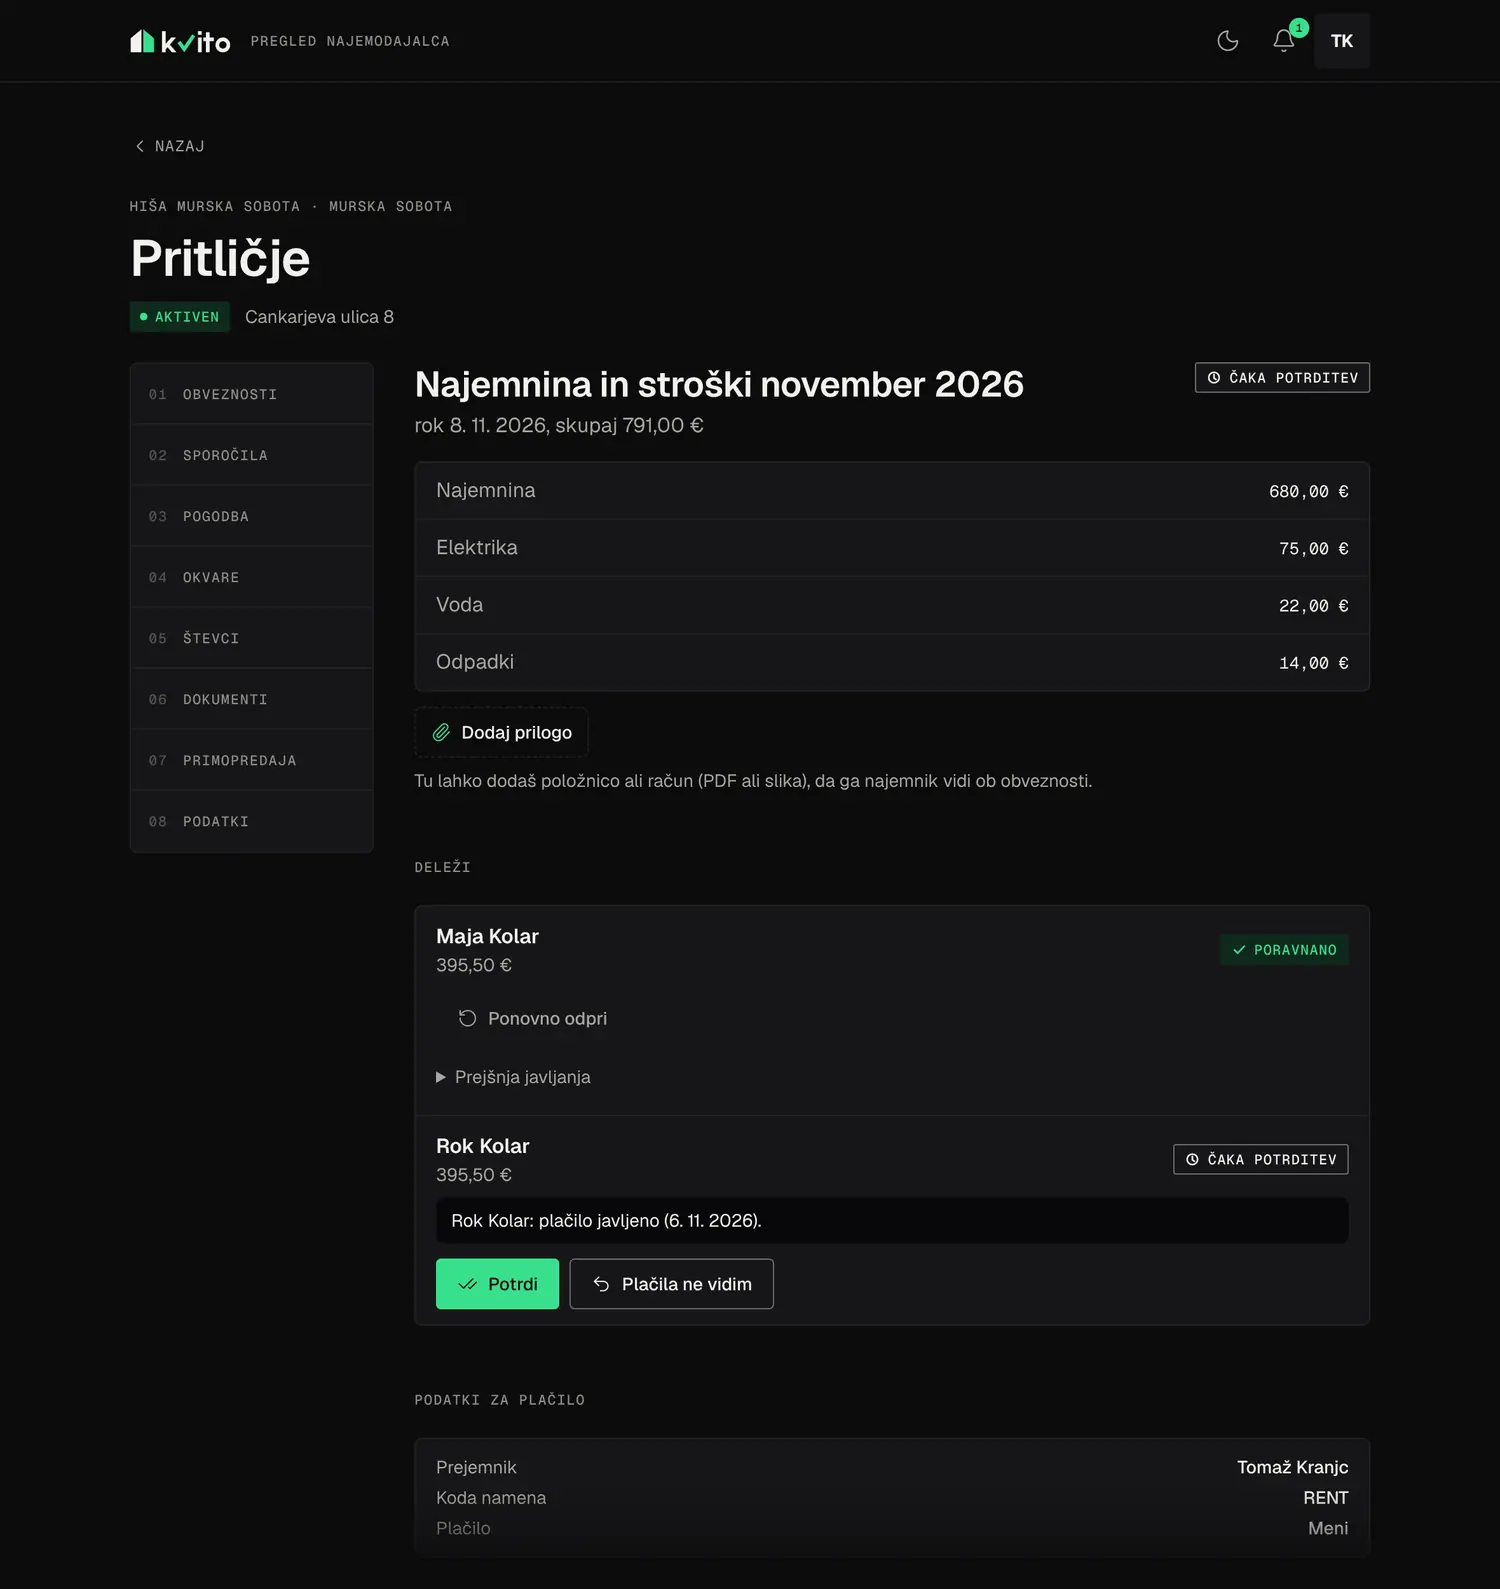 kvito PREGLED NAJEMODAJALCA
1
TK
NAZAJ
HIŠA MURSKA SOBOTA · MURSKA SOBOTA
Pritličje
AKTIVEN
Cankarjeva ulica 8
01 OBVEZNOSTI
02 SPOROČILA
03 POGODBA
04 OKVARE
05 ŠTEVCI
06 DOKUMENTI
07 PRIMOPREDAJA
08 PODATKI
Najemnina in stroški november 2026
ČAKA POTRDITEV
rok 8. 11. 2026, skupaj 791,00 €
Najemnina 680,00 €
Elektrika 75,00 €
Voda 22,00 €
Odpadki 14,00 €
Dodaj prilogo
Tu lahko dodaš položnico ali račun (PDF ali slika), da ga najemnik vidi ob obveznosti.
DELEŽI
Maja Kolar
395,50 €
PORAVNANO
Ponovno odpri
Prejšnja javljanja
Rok Kolar
395,50 €
ČAKA POTRDITEV
Rok Kolar: plačilo javljeno (6. 11. 2026).
Potrdi
Plačila ne vidim
PODATKI ZA PLAČILO
Prejemnik Tomaž Kranjc
Koda namena RENT
Plačilo Meni